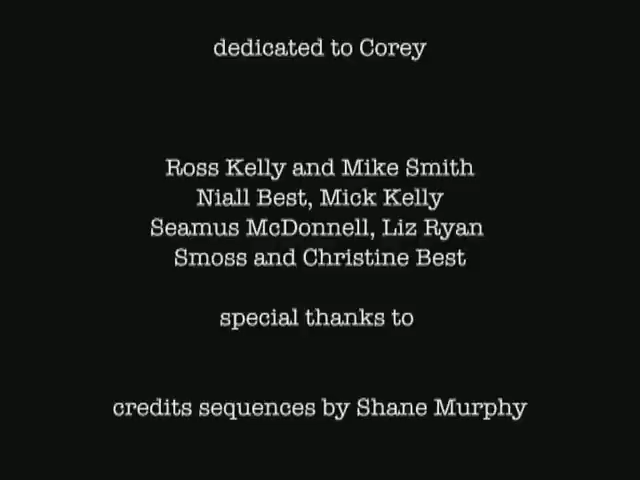 dedicated to Corey
Ross Kelly and Mike Smith
Niall Best, Mick Kelly
Seamus McDonnell, Liz Ryan
Smoss and Christine Best
special thanks to
credits sequences by Shane Murphy